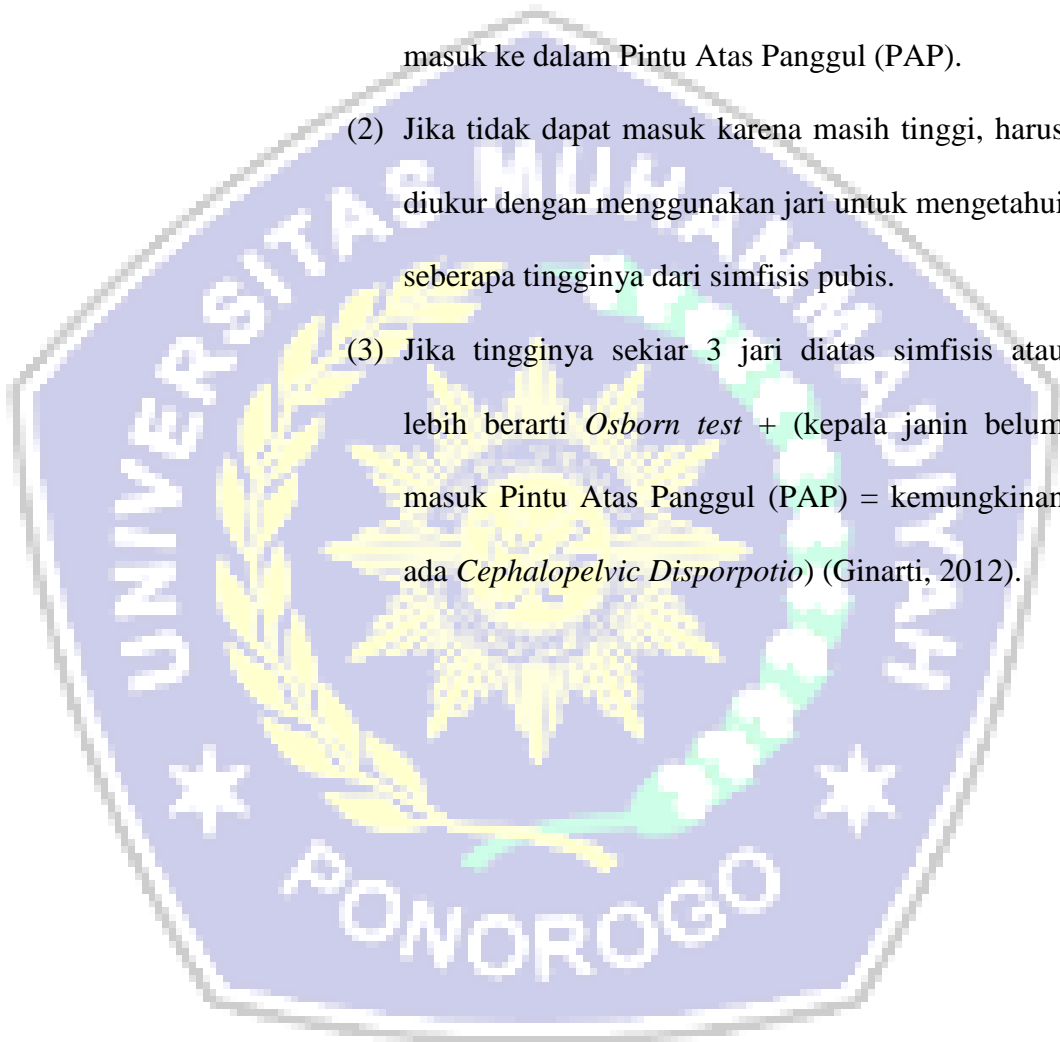 masuk ke dalam Pintu Atas Panggul (PAP).
(2) Jika tidak dapat masuk karena masih tinggi, harus
diukur dengan menggunakan jari untuk mengetahui
seberapa tingginya dari simfisis pubis.
(3) Jika tingginya sekiar 3 jari diatas simfisis atau
lebih berarti Osborn test + (kepala janin belum
masuk Pintu Atas Panggul (PAP) = kemungkinan
ada Cephalopelvic Disporpotio) (Ginarti, 2012).
UNIVERSITAS MUHAMMADIYAH
PONOROGO